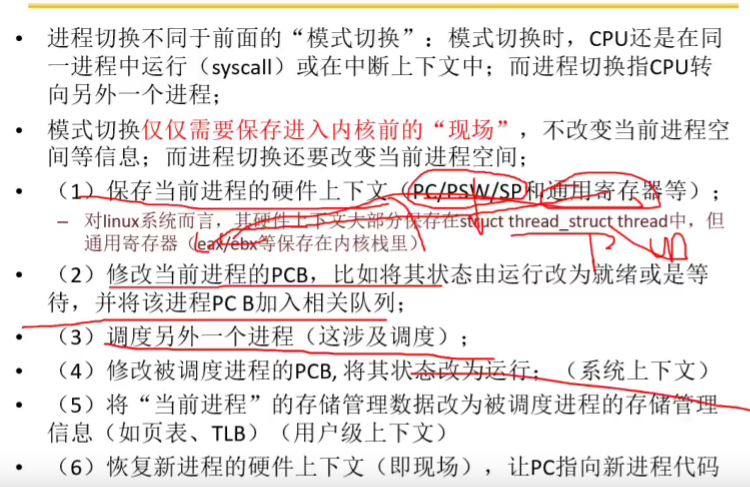 • 进程切换不同于前面的“模式切换”：模式切换时，CPU还是在同
一进程中运行（syscall）或在中断上下文中；而进程切换指CPU转
向另外一个进程；
• 模式切换仅仅需要保存进入内核前的“现场”，不改变当前进程空
间等信息；而进程切换还要改变当前进程空间；
• （1）保存当前进程的硬件上下文（PC/PSW/SP和通用寄存器等）；
– 对linux系统而言，其硬件上下文大部分保存在struct thread_struct thread中，但
通用寄存器（eax/ebx等保存在内核栈里）
• （2）修改当前进程的PCB，比如将其状态由运行改为就绪或是等
待，并将该进程PC B加入相关队列；
• （3）调度另外一个进程（这涉及调度）；
• （4）修改被调度进程的PCB, 将其状态改为运行；（系统上下文）
• （5）将“当前进程”的存储管理数据改为被调度进程的存储管理
信息（如页表、TLB）（用户级上下文）
• （6）恢复新进程的硬件上下文（即现场），让PC指向新进程代码